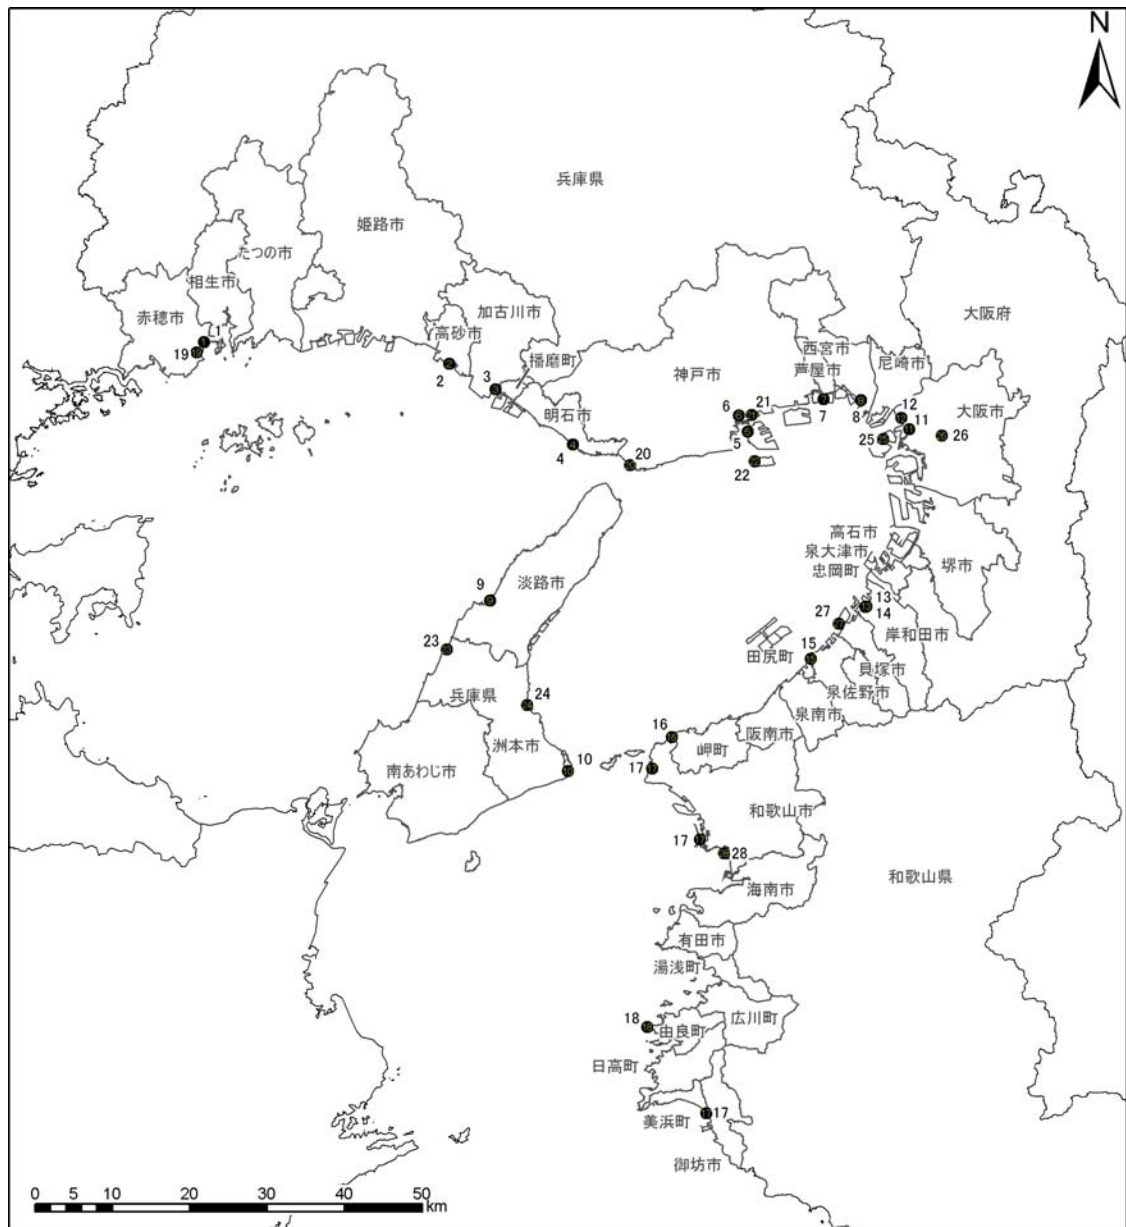 N
兵庫県
姫路市
たつの市
相生市
赤穂市
加古川市
大阪府
1
19
高砂市
2
播磨町
西宮市
尼崎市
芦屋市
神戸市
3
明石市
大阪市
6
21
7
8
12
11
5
25
26
4
20
22
高石市
泉大津市
忠岡町
堺市
淡路市
9
13
14
27
岸和田市
23
15
田尻町
貝塚市
兵庫県
泉佐野市
24
泉南市
16
阪南市
洲本市
岬町
南あわじ市
10
17
和歌山市
17
28
海南市
和歌山県
有田市
湯浅町
18
広川町
由良町
日高町
17
美浜町
御坊市
0 5 10 20 30 40 50
km